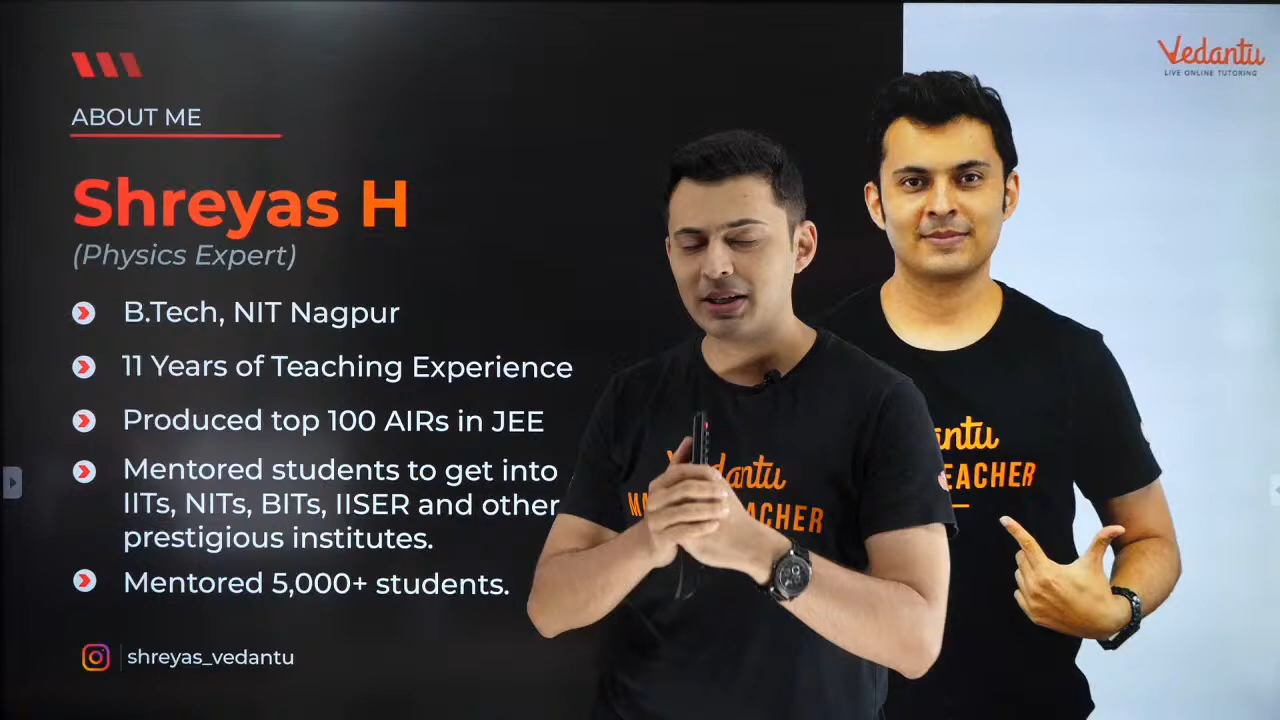 Vedantu
LIVE ONLINE TUTORING
ABOUT ME
Shreyas H
(Physics Expert)
B.Tech, NIT Nagpur
11 Years of Teaching Experience
Produced top 100 AIRs in JEE
Mentored students to get into
IITs, NITs, BITs, IISER and other
prestigious institutes.
Mentored 5,000+ students.
shreyas_vedantu